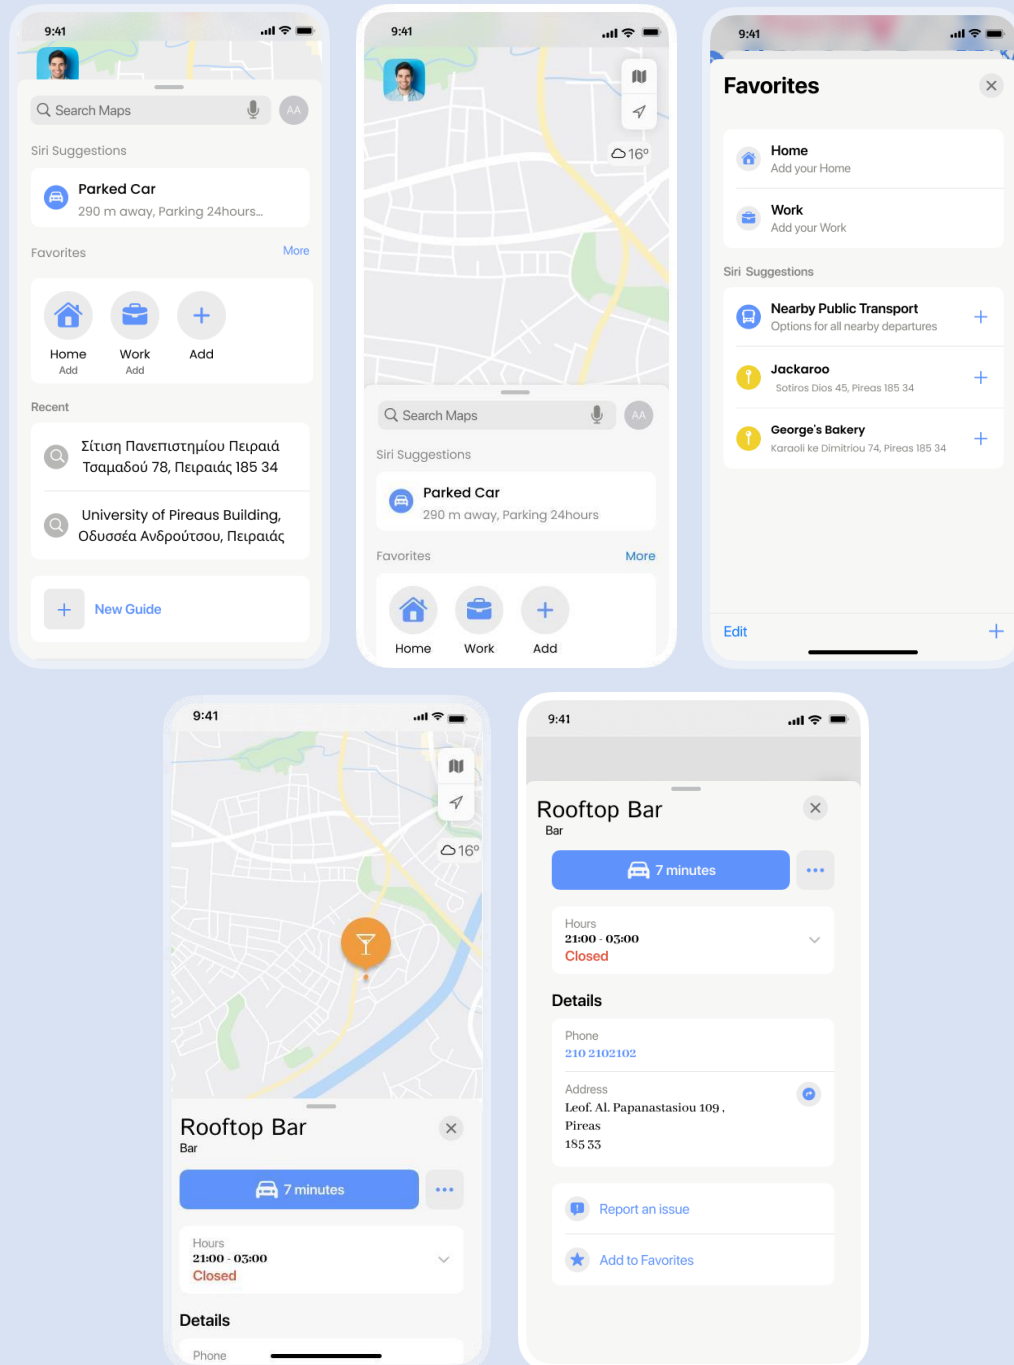 9:41
Search Maps
AA
Siri Suggestions
Parked Car
290 m away, Parking 24hours...
Favorites
More
Home
Work
Add
Add
Add
Recent
Σίτιση Πανεπιστημίου Πειραιά
Τσαμαδού 78, Πειραιάς 185 34
University of Pireaus Building,
Οδυσσέα Ανδρούτσου, Πειραιάς
New Guide
9:41
16°
Search Maps
AA
Siri Suggestions
Parked Car
290 m away, Parking 24hours
Favorites
More
Home
Work
Add
9:41
Favorites
Home
Add your Home
Work
Add your Work
Siri Suggestions
Nearby Public Transport
Options for all nearby departures
Jackaroo
Sotiros Dios 45, Pireas 185 34
George's Bakery
Karaoli ke Dimitriou 74, Pireas 185 34
Edit
9:41
16°
Rooftop Bar
Bar
7 minutes
Hours
21:00 - 03:00
Closed
Details
Phone
9:41
Rooftop Bar
Bar
7 minutes
Hours
21:00 - 03:00
Closed
Details
Phone
210 2102102
Address
Leof. Al. Papanastasiou 109 ,
Pireas
185 33
Report an issue
Add to Favorites